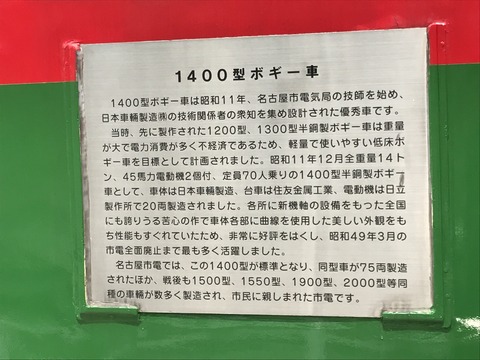 1400型ボギー車
1400型ボギー車は昭和11年、名古屋市電気局の技師を始め、
日本車輛製造㈱の技術関係者の衆知を集め設計された優秀車です。
当時、先に製作された1200型、1300型半鋼製ボギー車は重量
が大で電力消費が多く不経済であるため、軽量で使いやすい低床ボ
ギー車を目標として計画されました。昭和11年12月全重量14ト
ン、45馬力電動機2個付、定員70人乗りの1400型半鋼製ボギー
車として、車体は日本車輛製造、台車は住友金属工業、電動機は日立
製作所で20両製造されました。各所に新機軸の設備をもった全国
にも誇りうる苦心の作で車体各部に曲線を使用した美しい外観をも
ち性能もすぐれていたため、非常に好評をはくし、昭和49年3月の
市電全面廃止まで最も多く活躍しました。
名古屋市電では、この1400型が標準となり、同型車が75両製造
されたほか、戦後も1500型、1550型、1900型、2000型等同
種の車輛が数多く製造され、市民に親しまれた市電です。